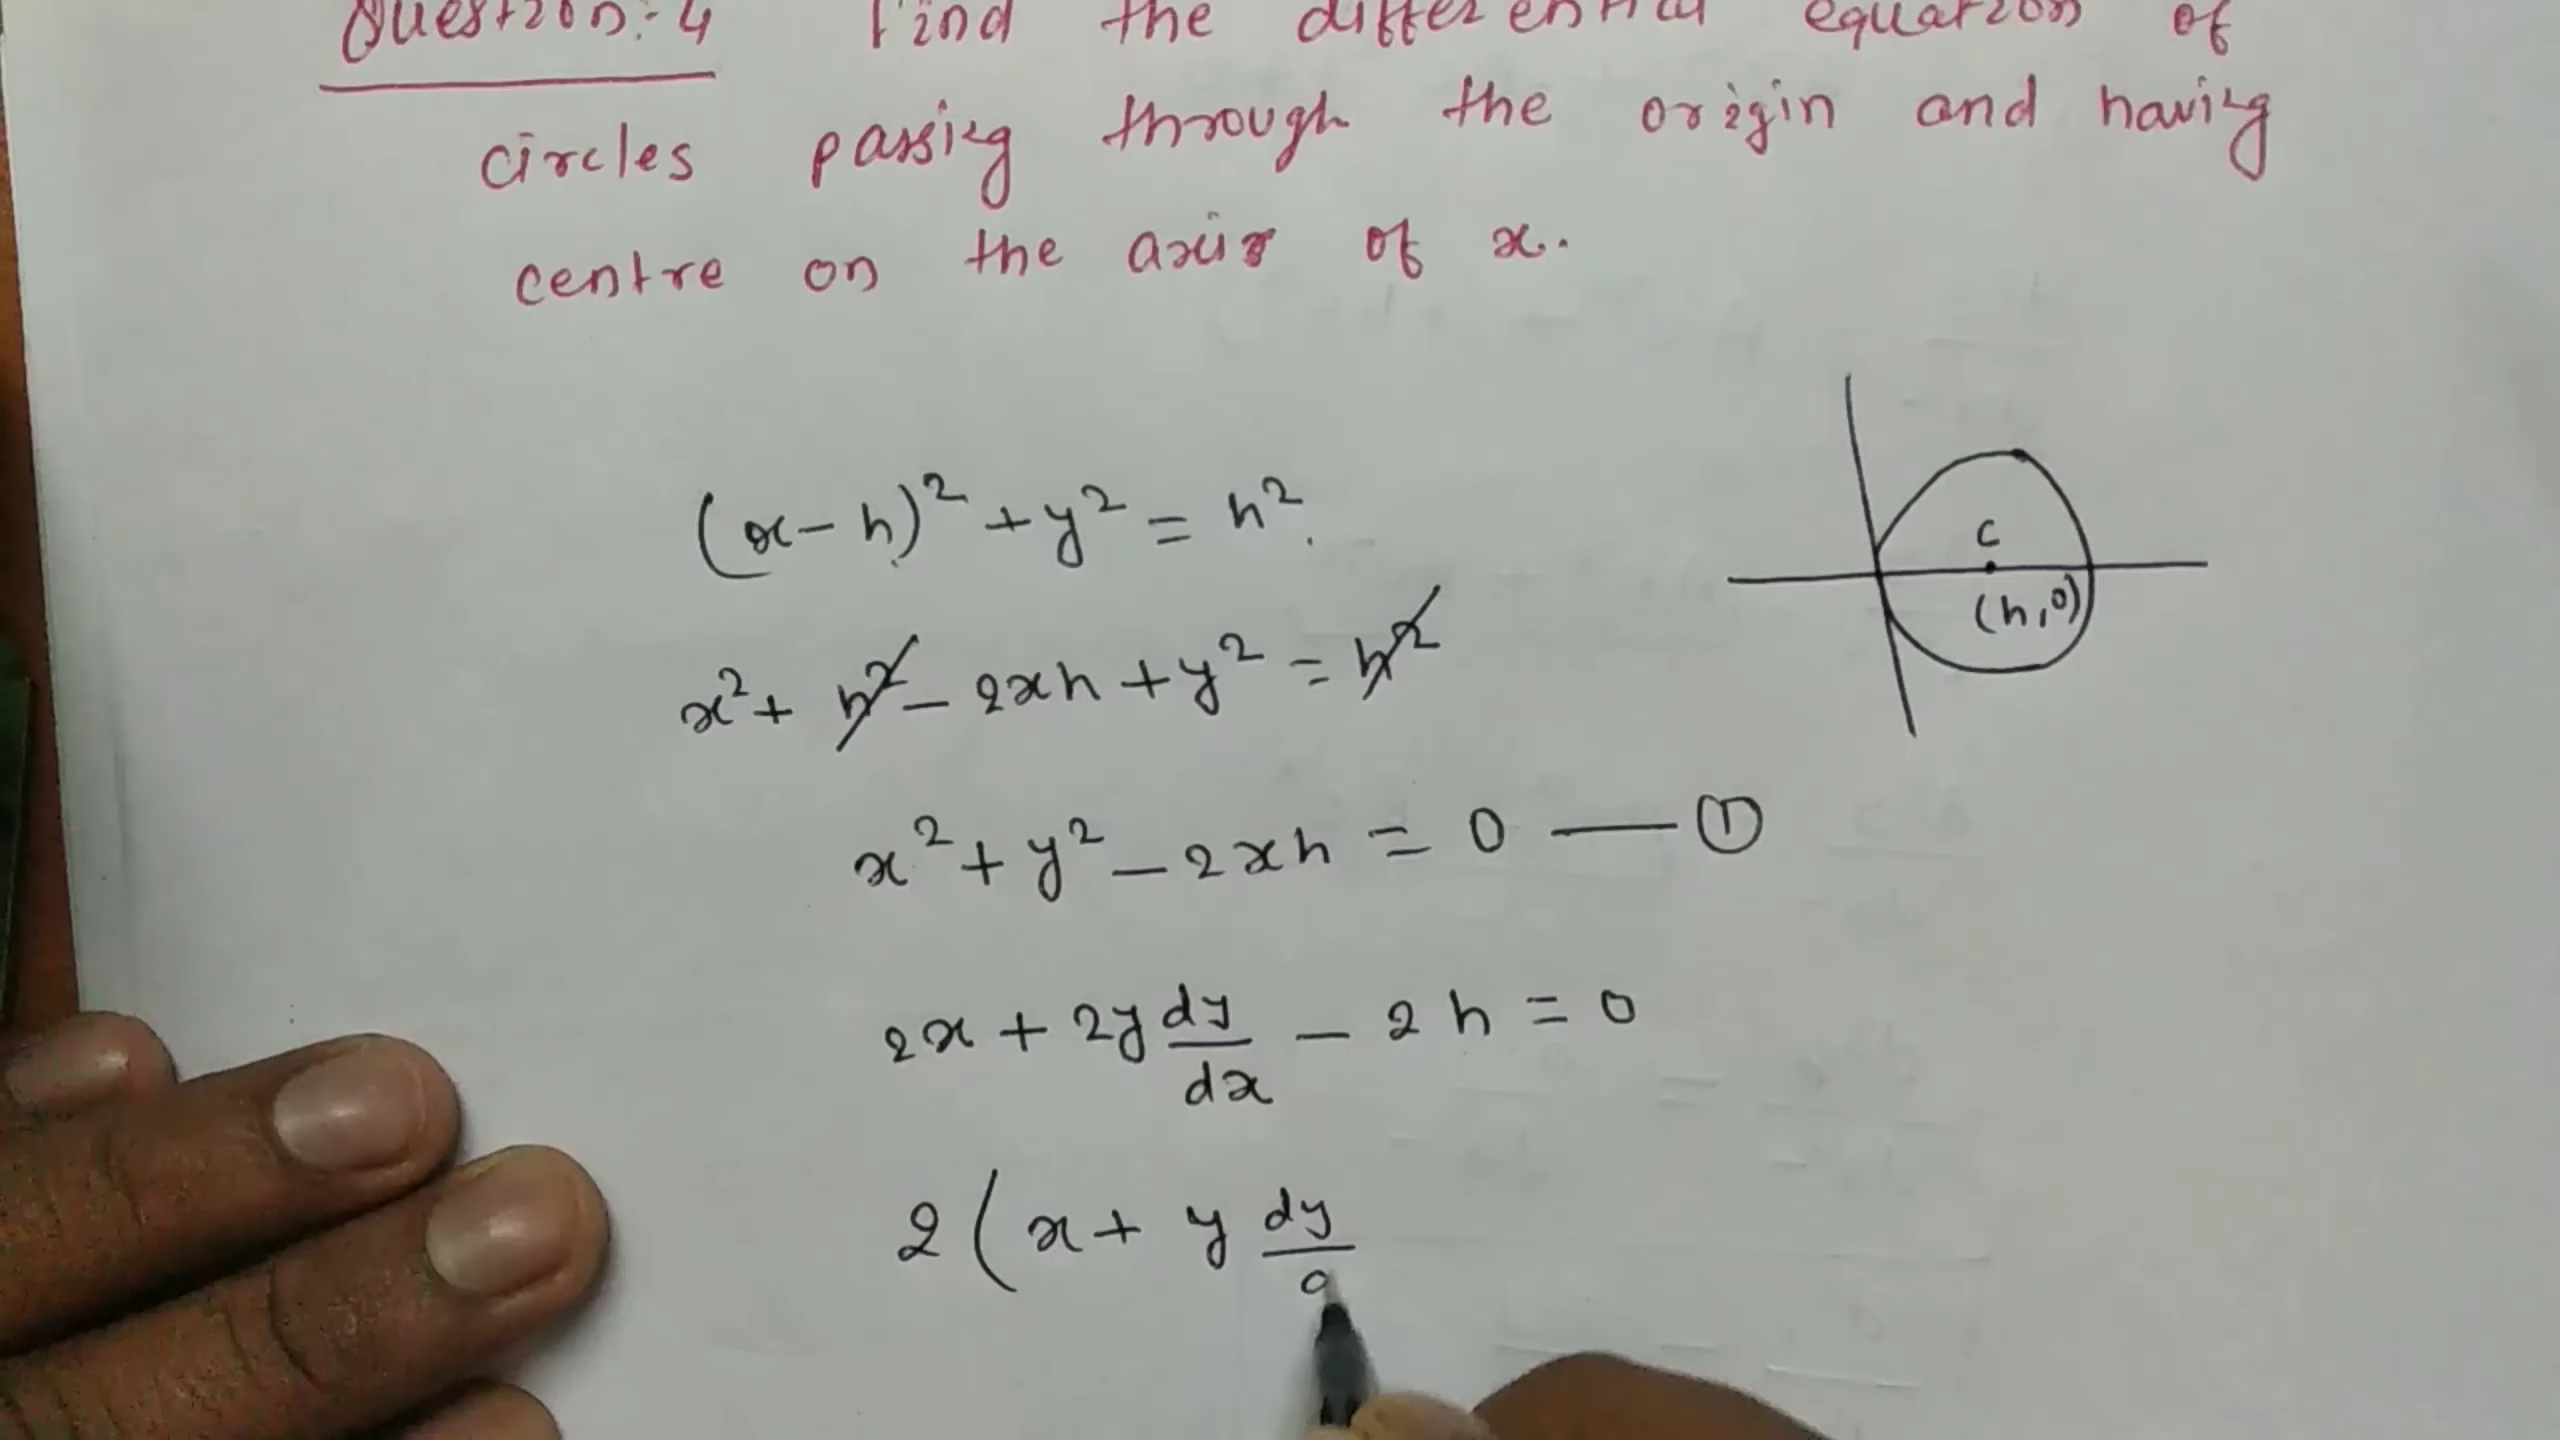 Question:- 4 Find the differential equation of
circles passing through the origin and having
centre on the axis of x.
(x-h)² + y² = h².
x² + h² - 2xh + y² = h²
x² + y² - 2xh = 0 — ①
2x + 2y dy/dx - 2h = 0
2(x + y dy/
C
(h,0)